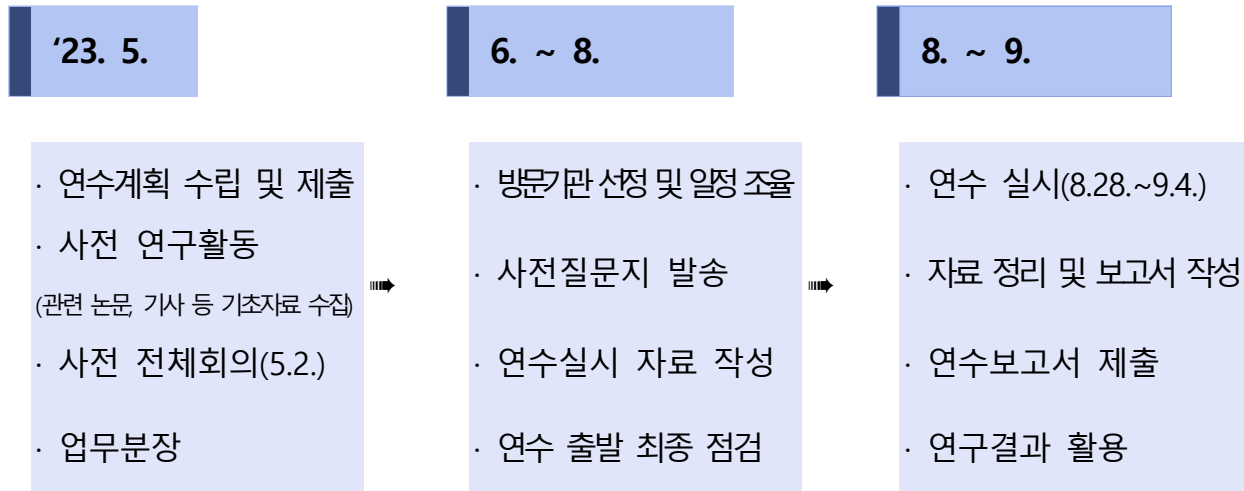 ‘23. 5.
· 연수계획 수립 및 제출
· 사전 연구활동
(관련 논문, 기사 등 기초자료 수집)
· 사전 전체회의(5.2.)
· 업무분장
➠
6. ~ 8.
· 방문기관 선정 및 일정 조율
· 사전질문지 발송
· 연수실시 자료 작성
· 연수 출발 최종 점검
➠
8. ~ 9.
· 연수 실시(8.28.~9.4.)
· 자료 정리 및 보고서 작성
· 연수보고서 제출
· 연구결과 활용